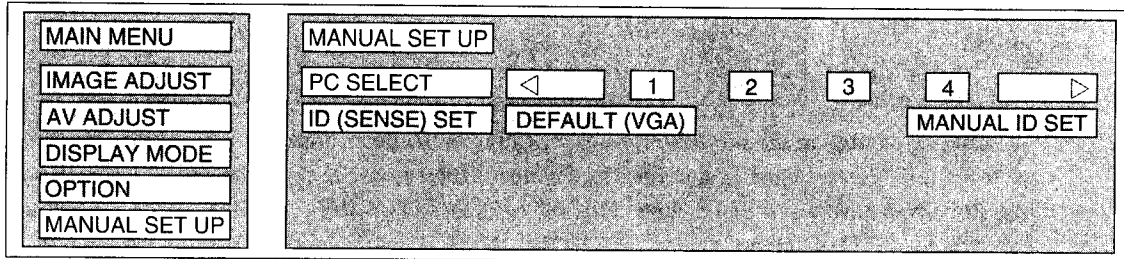 MAIN MENU
IMAGE ADJUST
AV ADJUST
DISPLAY MODE
OPTION
MANUAL SET UP
MANUAL SET UP
PC SELECT ◁ 1 2 3 4 ▷
ID (SENSE) SET DEFAULT (VGA) MANUAL ID SET